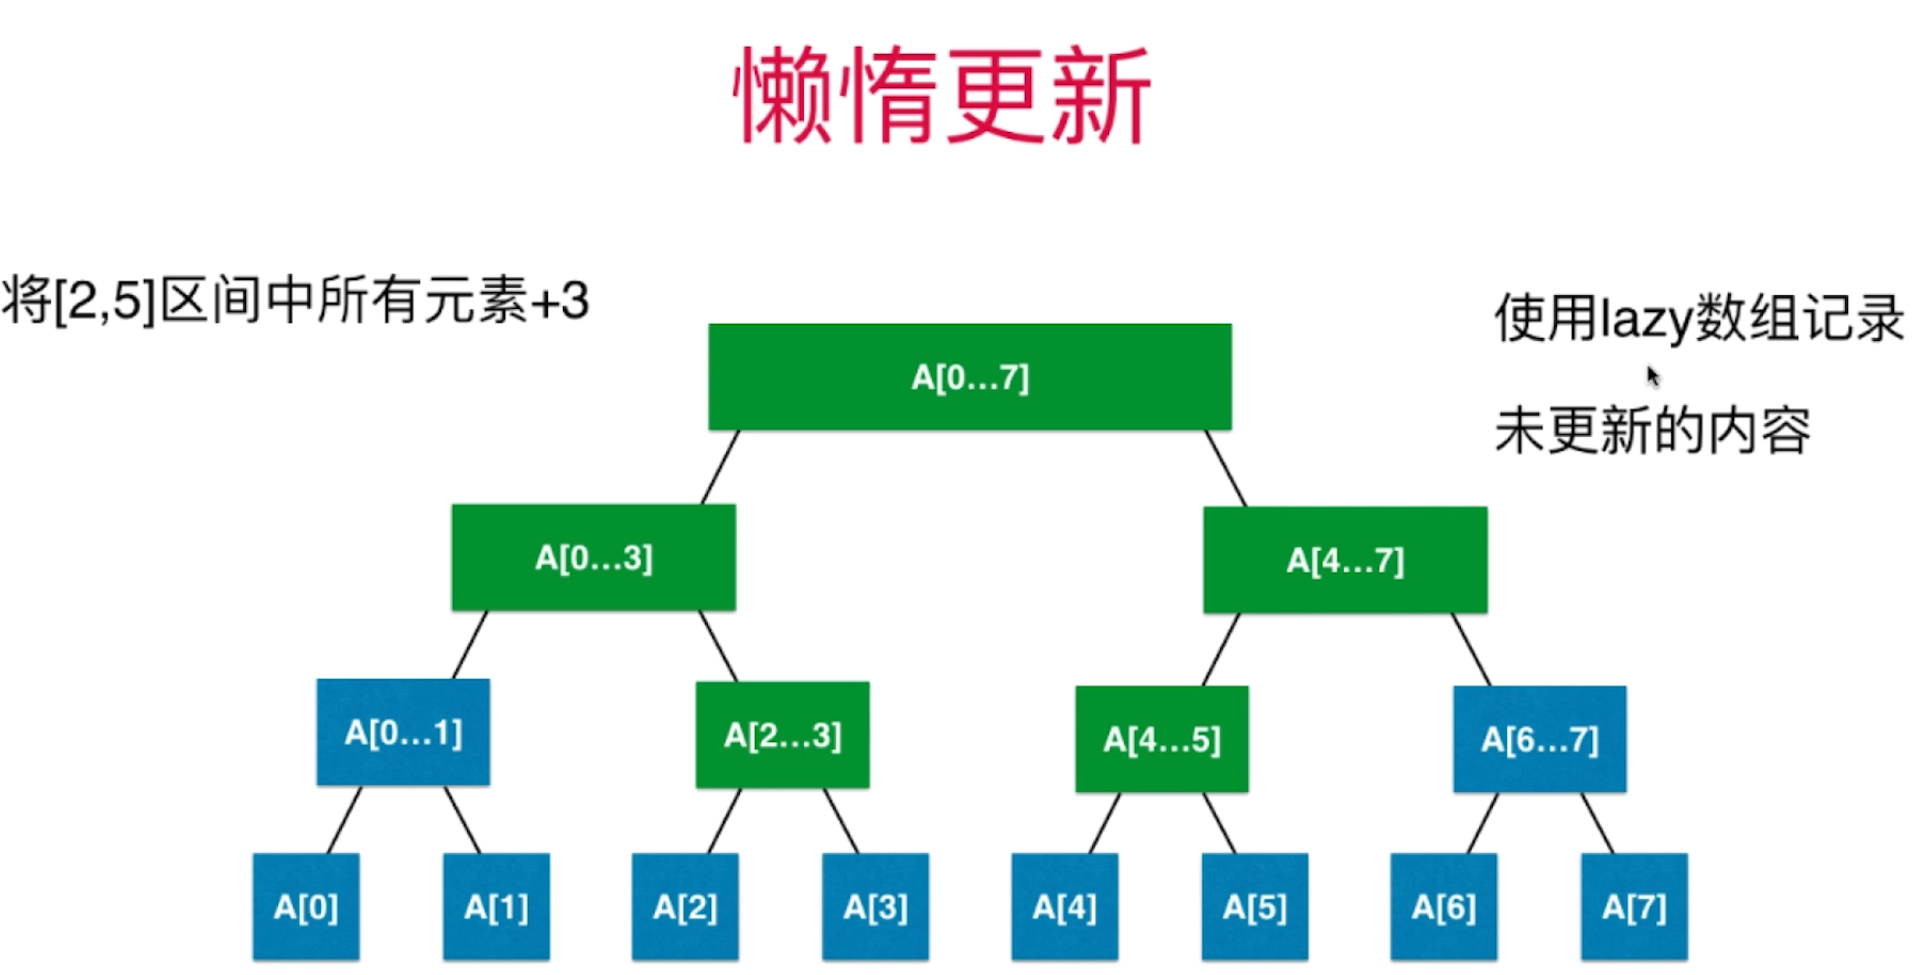 懒惰更新
将[2,5]区间中所有元素+3
使用lazy数组记录
未更新的内容
A[0...7]
A[0...3]
A[4...7]
A[0...1]
A[2...3]
A[4...5]
A[6...7]
A[0]
A[1]
A[2]
A[3]
A[4]
A[5]
A[6]
A[7]